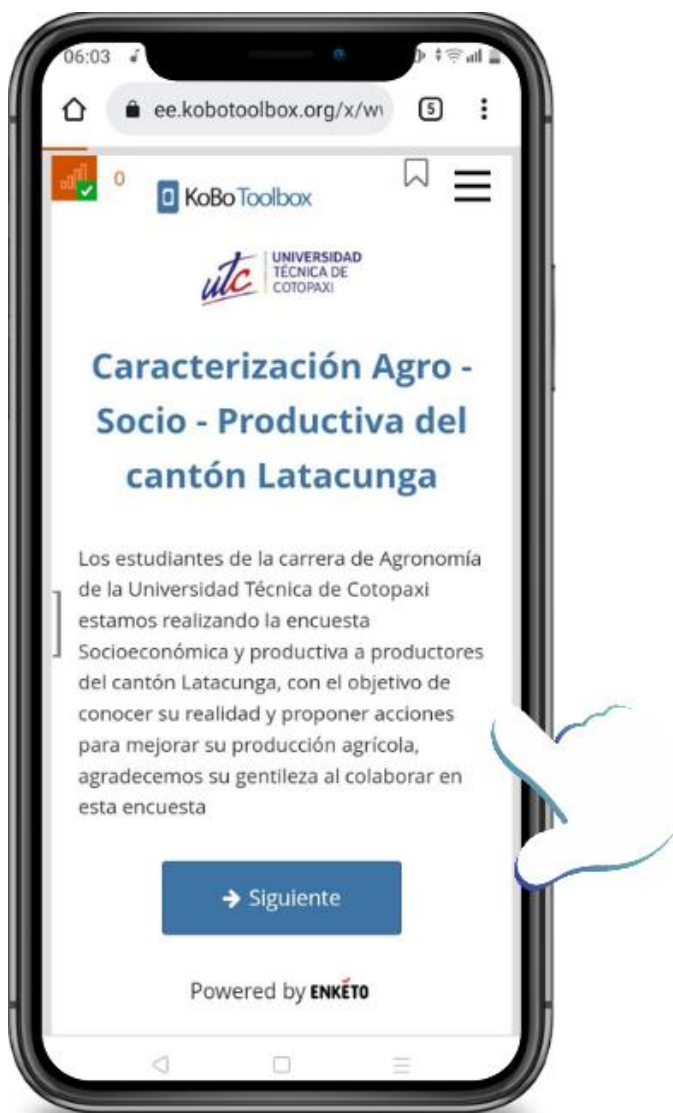 06:03
ee.kobotoolbox.org/x/w
5
0
KoBoToolbox
utc
UNIVERSIDAD
TÉCNICA DE
COTOPAXI
Caracterización Agro -
Socio - Productiva del
cantón Latacunga
Los estudiantes de la carrera de Agronomía
de la Universidad Técnica de Cotopaxi
estamos realizando la encuesta
Socioeconómica y productiva a productores
del cantón Latacunga, con el objetivo de
conocer su realidad y proponer acciones
para mejorar su producción agrícola,
agradecemos su gentileza al colaborar en
esta encuesta
→ Siguiente
Powered by ENKETO